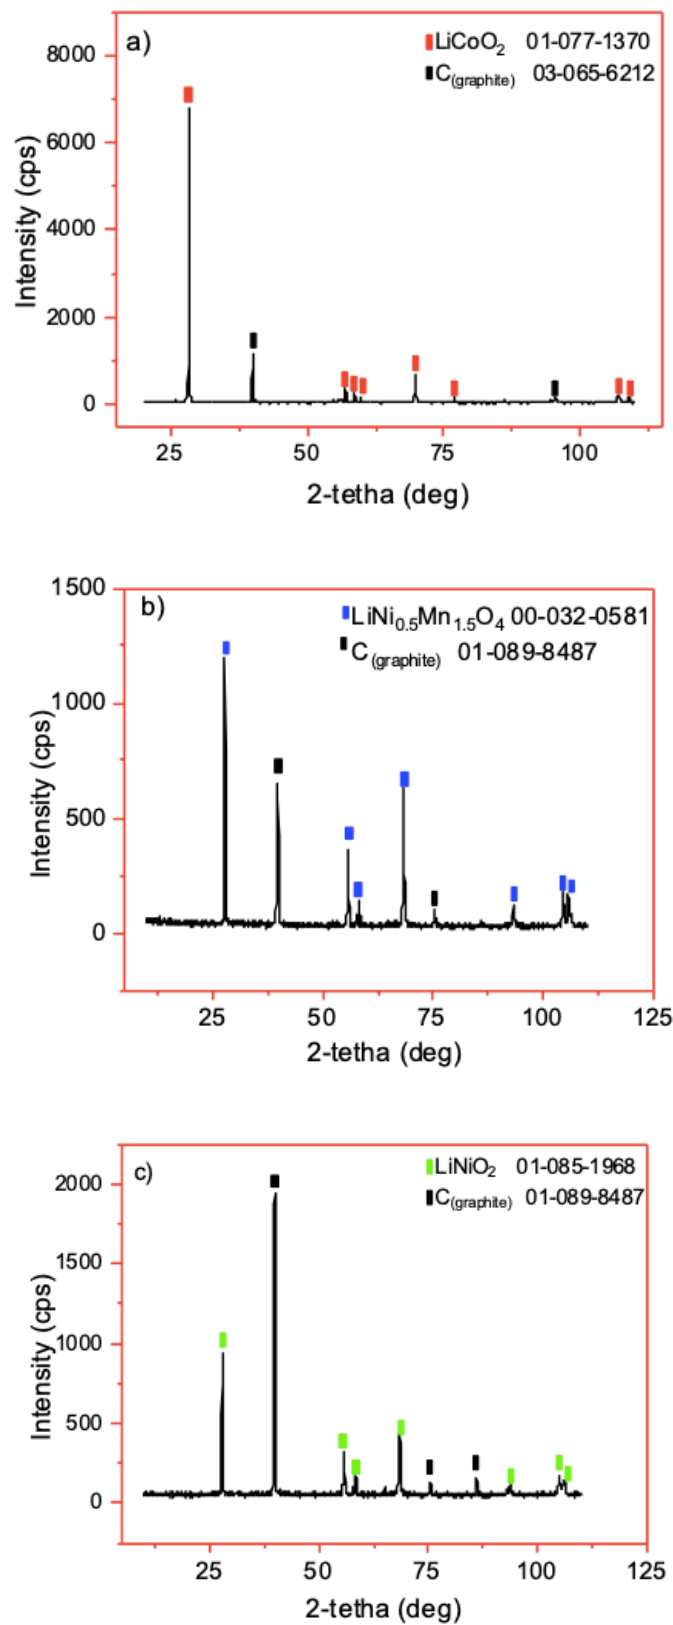 a)
LiCoO2 01-077-1370
C(graphite) 03-065-6212
8000
6000
4000
2000
0
Intensity (cps)
25 50 75 100
2-tetha (deg)
b)
LiNi0.5Mn1.5O4 00-032-0581
C(graphite) 01-089-8487
1500
1000
500
0
Intensity (cps)
25 50 75 100 125
2-tetha (deg)
c)
LiNiO2 01-085-1968
C(graphite) 01-089-8487
2000
1500
1000
500
0
Intensity (cps)
25 50 75 100 125
2-tetha (deg)